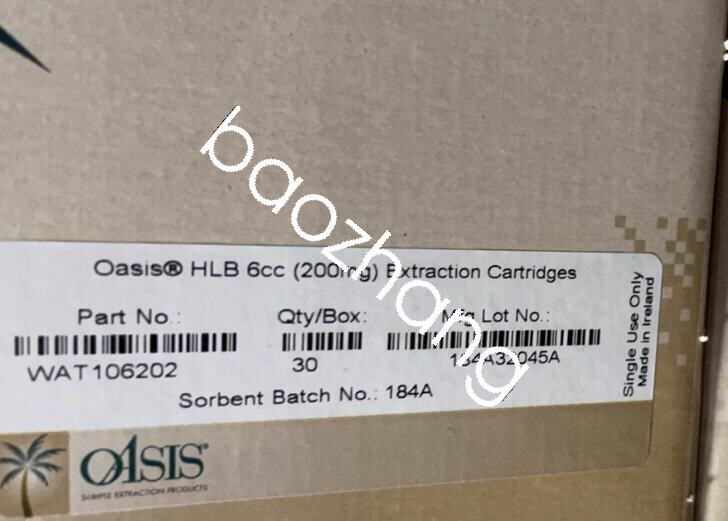 baozhang
Oasis® HLB 6cc (200mg) Extraction Cartridges
Part No.:
Qty/Box:
Mfg Lot No.:
WAT106202
30
184A32045A
Sorbent Batch No.: 184A
Single Use Only
Made in Ireland
OASIS®
SAMPLE EXTRACTION PRODUCTS